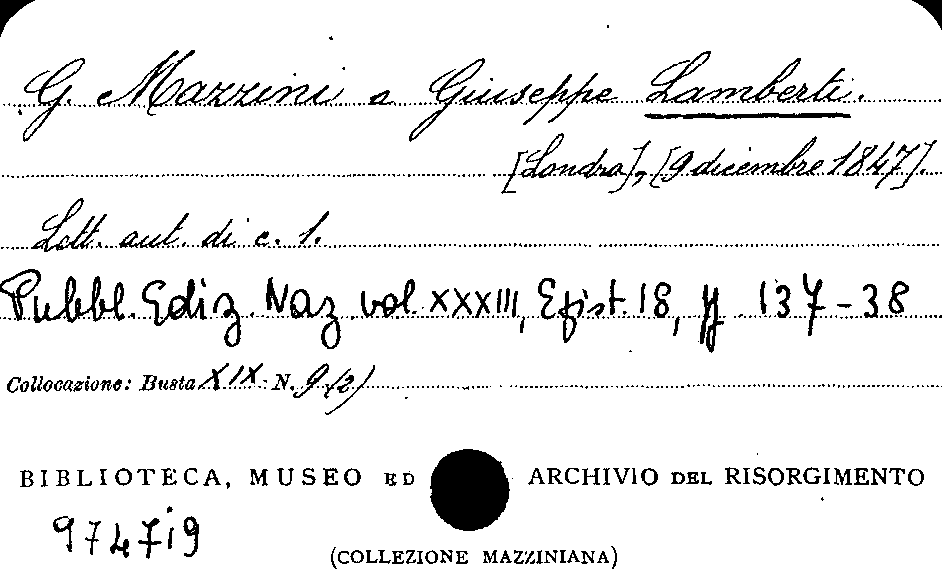 G. Mazzini a Giuseppe Lamberti.
[Londra], [9 dicembre 1847].
Lett. aut. di c. 1.
Pubbl. Ediz. Naz. vol. XXXIII, Epist. 18, pp. 137-38
Collocazione: Busta XIX N. 9(2)
BIBLIOTECA, MUSEO ED ARCHIVIO DEL RISORGIMENTO
97479
(COLLEZIONE MAZZINIANA)